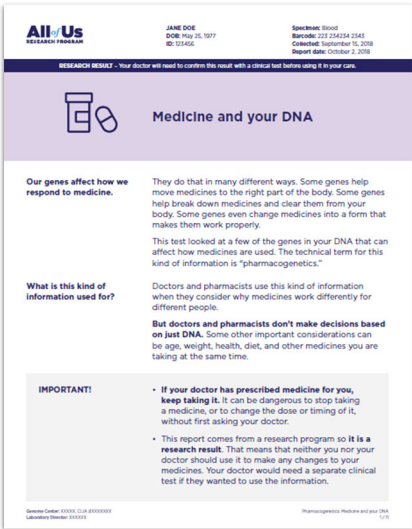 All of Us
RESEARCH PROGRAM
JANE DOE
DOB: May 25, 1977
ID: 123456
Specimen: Blood
Barcode: 223 234234 2343
Collected: September 15, 2018
Report date: October 2, 2018
RESEARCH RESULT – Your doctor will need to confirm this result with a clinical test before using it in your care.
Medicine and your DNA
Our genes affect how we
respond to medicine.
They do that in many different ways. Some genes help
move medicines to the right part of the body. Some genes
help break down medicines and clear them from your
body. Some genes even change medicines into a form that
makes them work properly.
This test looked at a few of the genes in your DNA that can
affect how medicines are used. The technical term for this
kind of information is "pharmacogenetics."
What is this kind of
information used for?
Doctors and pharmacists use this kind of information
when they consider why medicines work differently for
different people.
But doctors and pharmacists don't make decisions based
on just DNA. Some other important considerations can
be age, weight, health, diet, and other medicines you are
taking at the same time.
IMPORTANT!
• If your doctor has prescribed medicine for you,
keep taking it. It can be dangerous to stop taking
a medicine, or to change the dose or timing of it,
without first asking your doctor.
• This report comes from a research program so it is a
research result. That means that neither you nor your
doctor should use it to make any changes to your
medicines. Your doctor would need a separate clinical
test if they wanted to use the information.
Genome Center: XXXXX, CLIA
Laboratory Director: XXXXXX
Pharmacogenetics: Medicine and your DNA
1 / 11